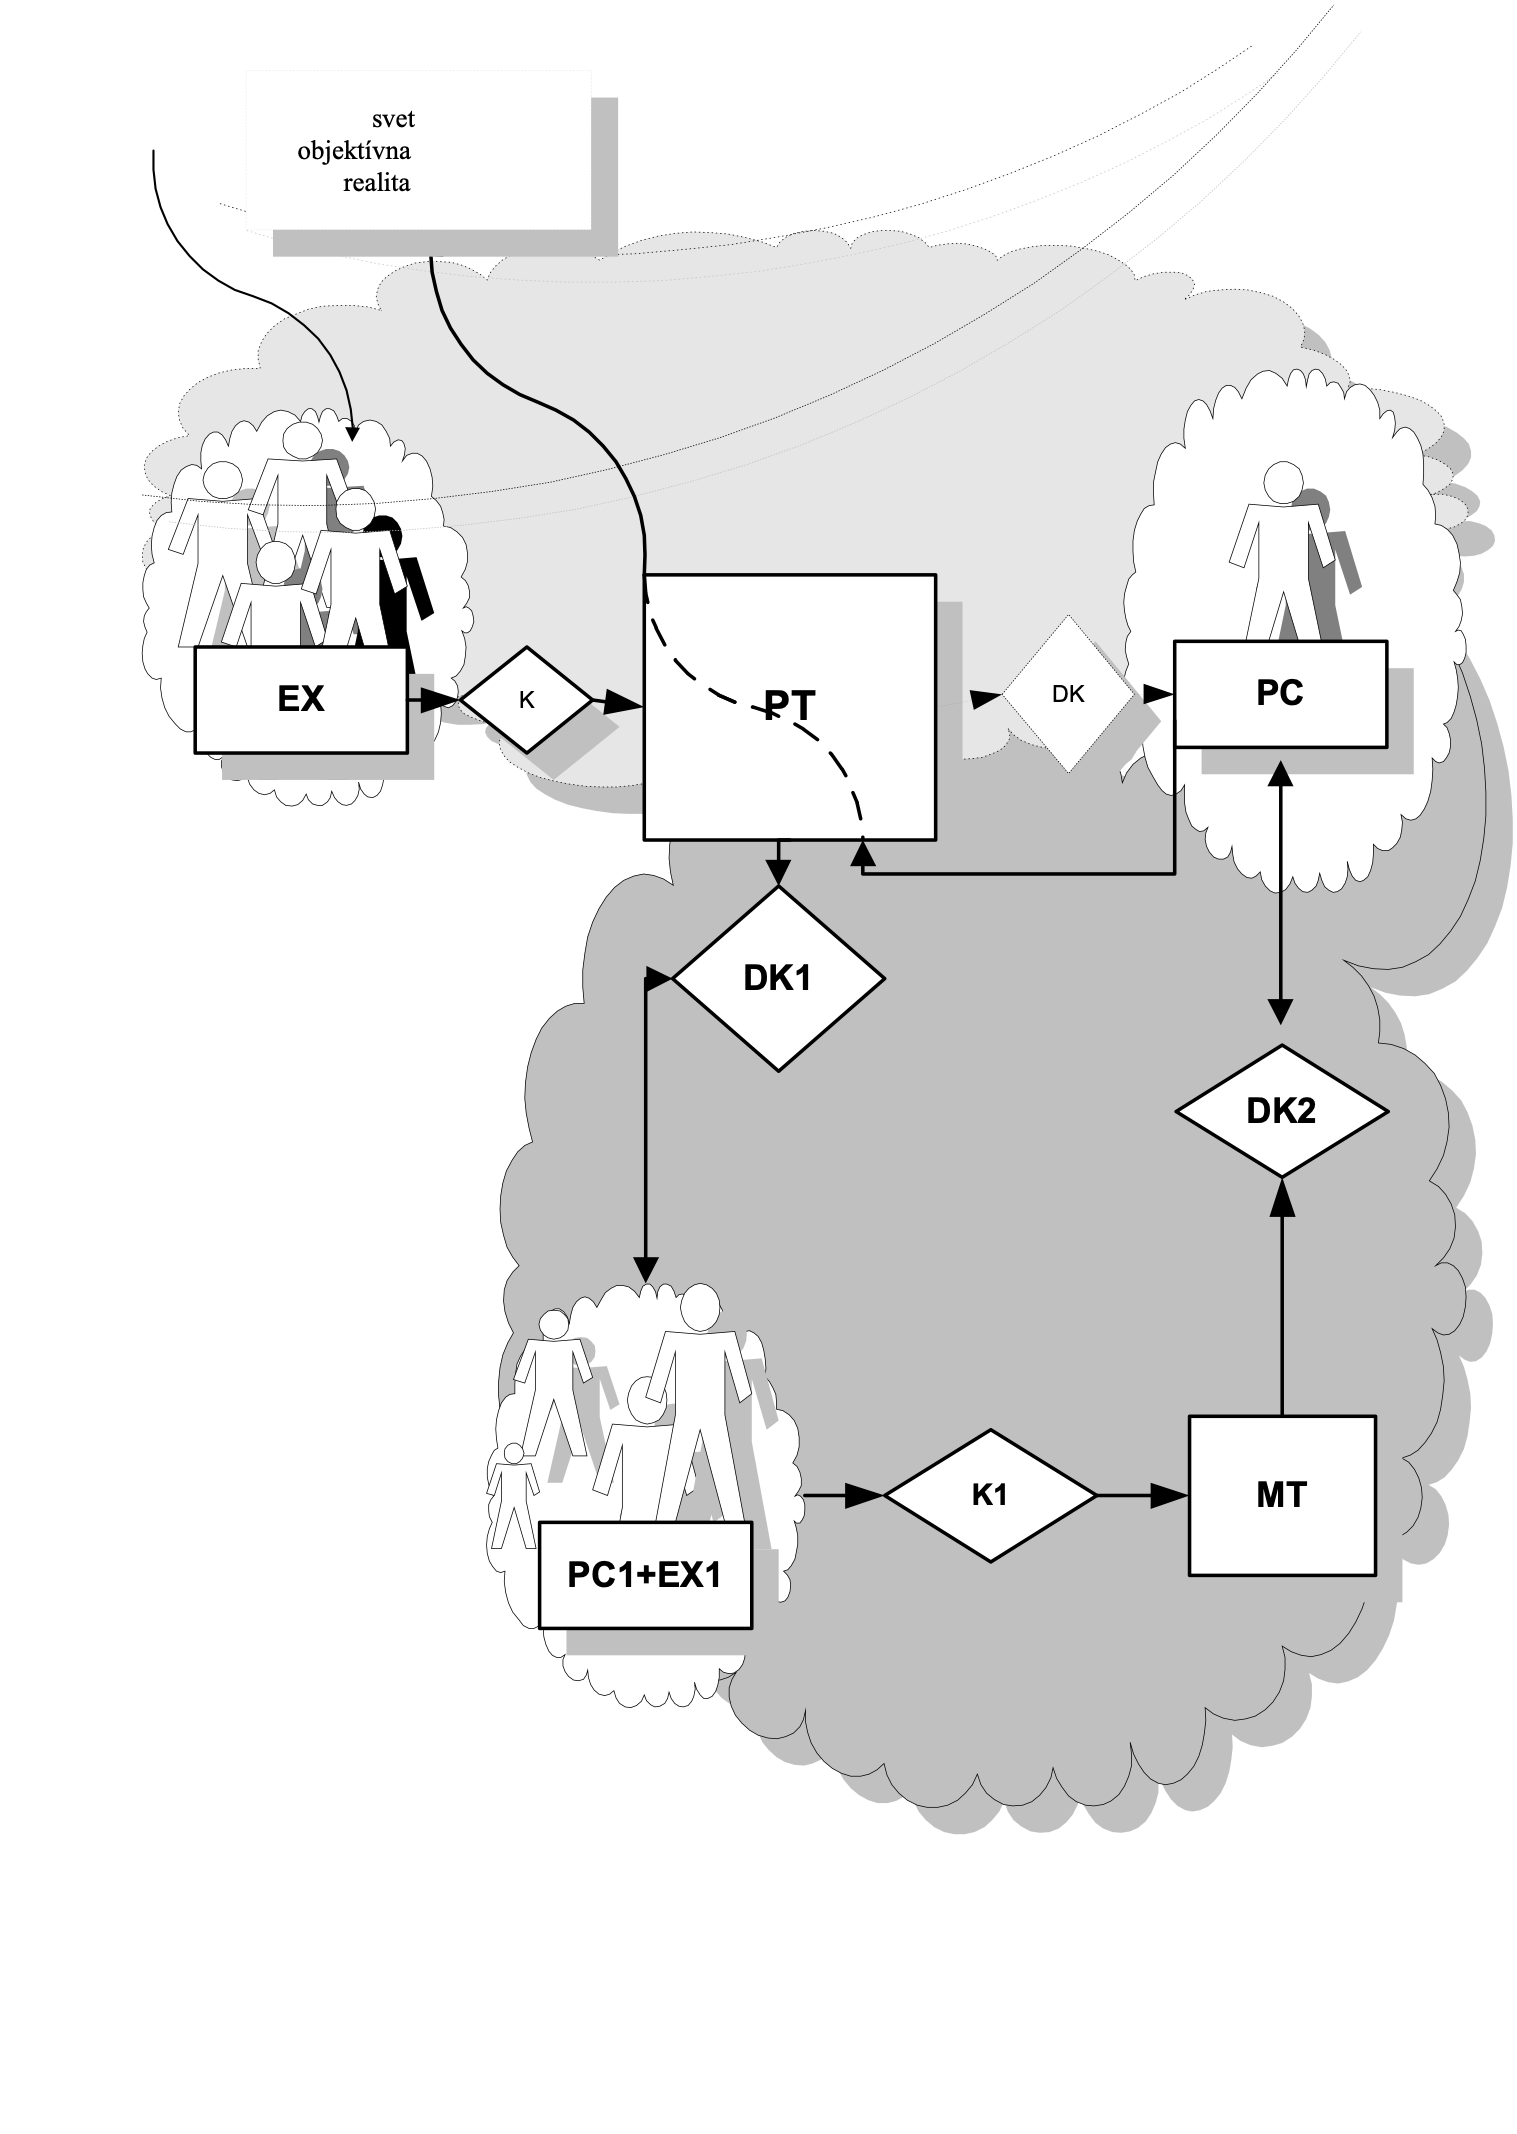 svet
objektívna
realita
EX
K
PT
DK
PC
DK1
DK2
K1
MT
PC1+EX1